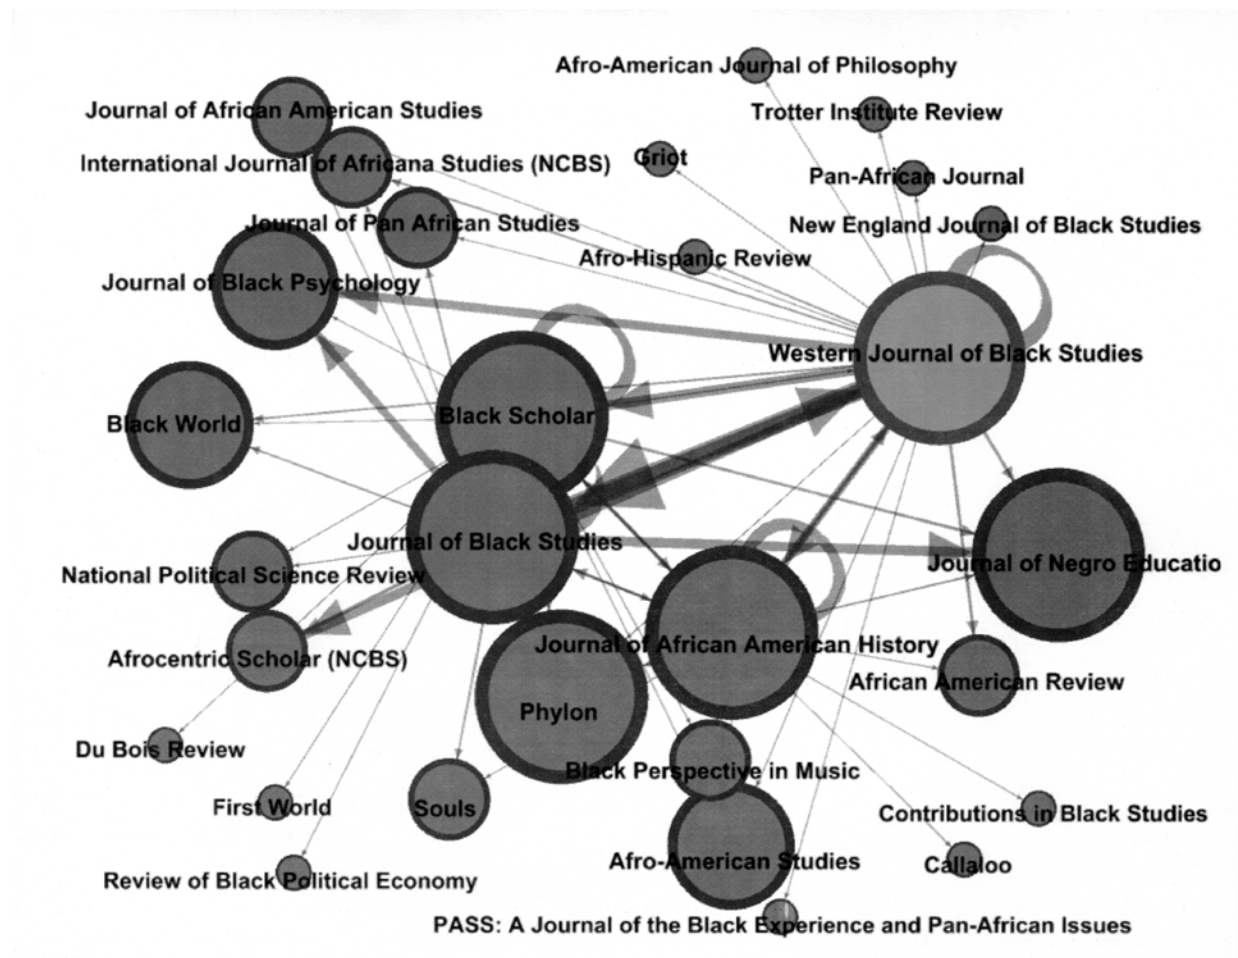 Afro-American Journal of Philosophy
Journal of African American Studies
Trotter Institute Review
Griot
International Journal of Africana Studies (NCBS)
Pan-African Journal
Journal of Pan African Studies
New England Journal of Black Studies
Afro-Hispanic Review
Journal of Black Psychology
Western Journal of Black Studies
Black Scholar
Black World
Journal of Black Studies
Journal of Negro Educatio
National Political Science Review
Journal of African American History
Afrocentric Scholar (NCBS)
African American Review
Phylon
Du Bois Review
Black Perspective in Music
First World
Souls
Contributions in Black Studies
Afro-American Studies
Callaloo
Review of Black Political Economy
PASS: A Journal of the Black Experience and Pan-African Issues